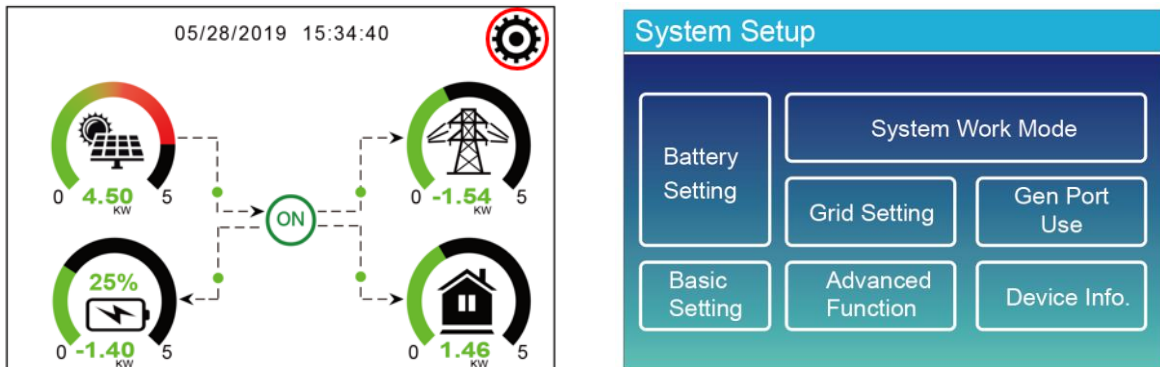 05/28/2019 15:34:40
0 4.50 5
KW
0 -1.54 5
KW
ON
25%
0 -1.40 5
KW
0 1.46 5
KW
System Setup
Battery
Setting
System Work Mode
Grid Setting
Gen Port
Use
Basic
Setting
Advanced
Function
Device Info.